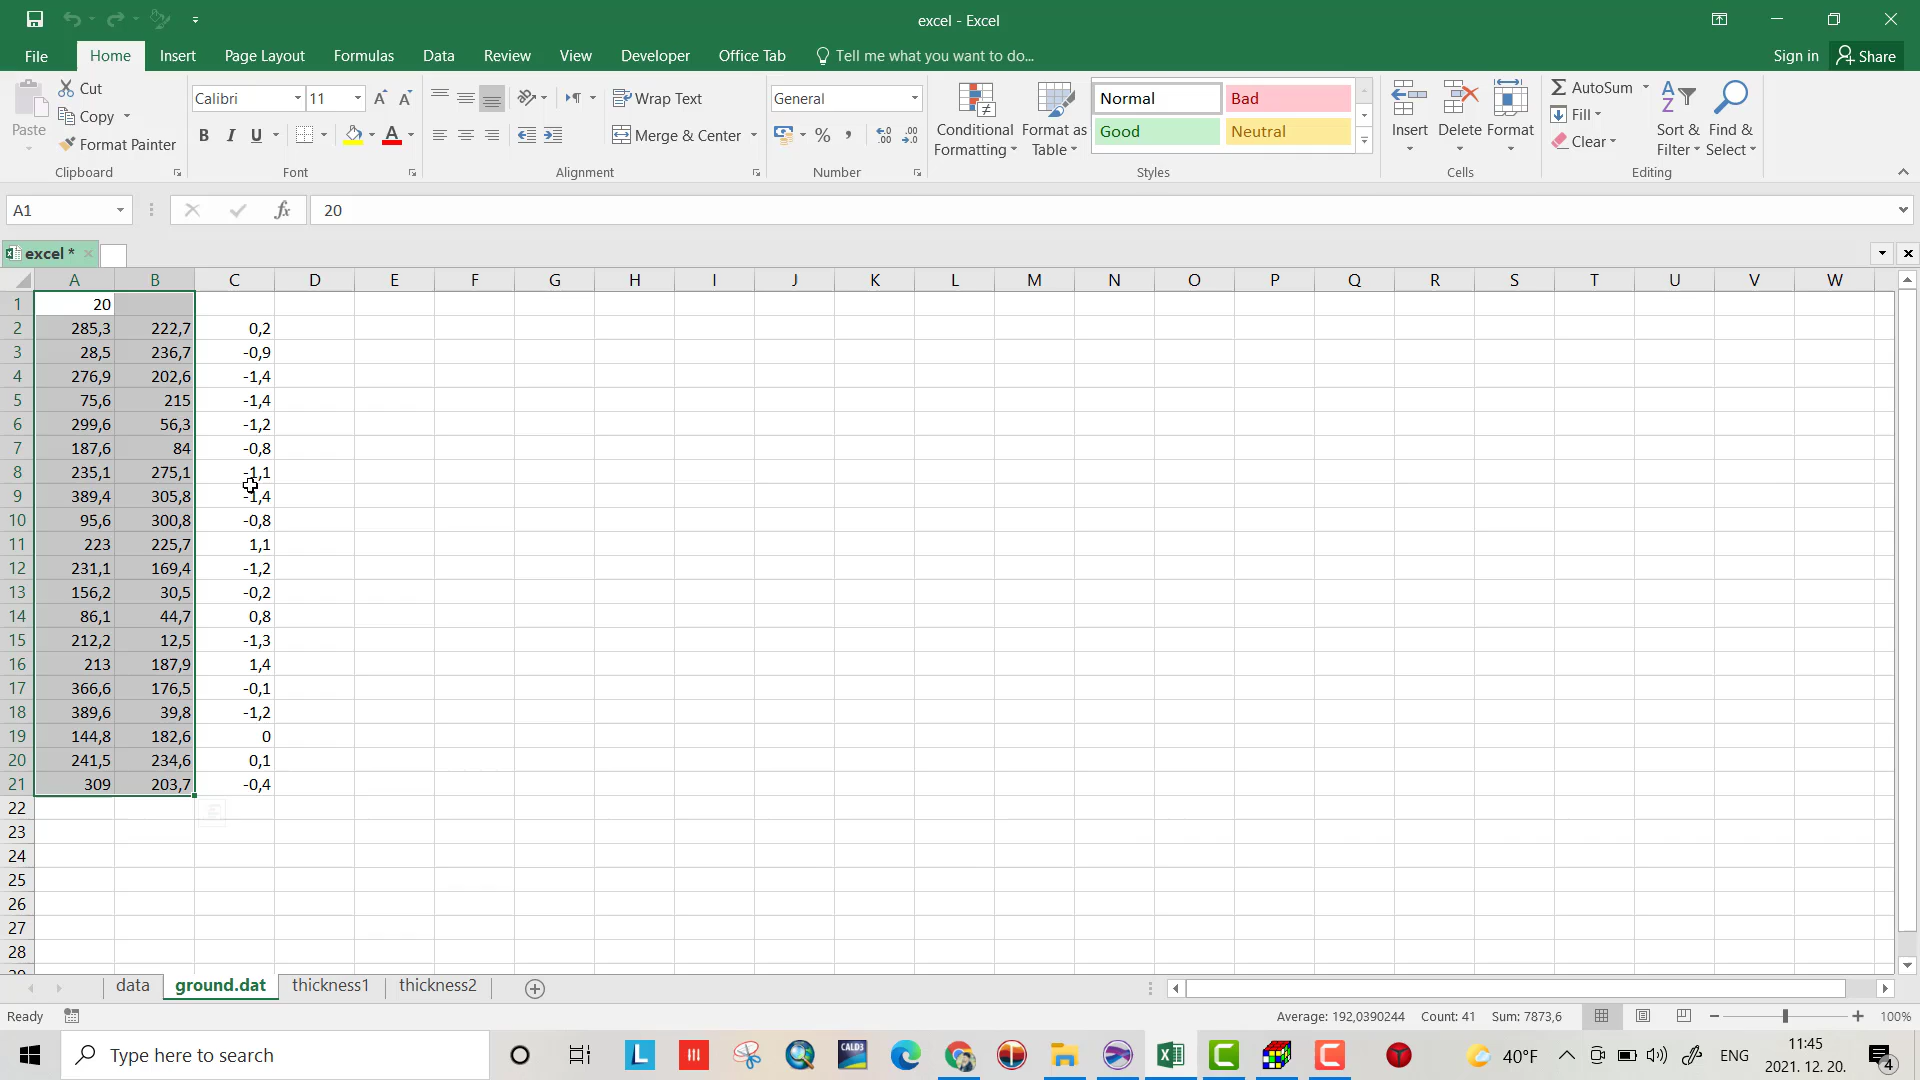 excel - Excel
File Home Insert Page Layout Formulas Data Review View Developer Office Tab Tell me what you want to do... Sign in Share
Paste
Cut
Copy
Format Painter
Clipboard
Calibri 11
B I U
Font
Wrap Text
Merge & Center
Alignment
General
Number
Conditional Formatting
Format as Table
Normal Bad
Good Neutral
Styles
Insert Delete Format
Cells
AutoSum
Fill
Clear
Sort & Filter
Find & Select
Editing
A1 fx 20
excel *
A B C D E F G H I J K L M N O P Q R S T U V W
1 20
2 285,3 222,7 0,2
3 28,5 236,7 -0,9
4 276,9 202,6 -1,4
5 75,6 215 -1,4
6 299,6 56,3 -1,2
7 187,6 84 -0,8
8 235,1 275,1 -1,1
9 389,4 305,8 -1,4
10 95,6 300,8 -0,8
11 223 225,7 1,1
12 231,1 169,4 -1,2
13 156,2 30,5 -0,2
14 86,1 44,7 0,8
15 212,2 12,5 -1,3
16 213 187,9 1,4
17 366,6 176,5 -0,1
18 389,6 39,8 -1,2
19 144,8 182,6 0
20 241,5 234,6 0,1
21 309 203,7 -0,4
22
23
24
25
26
27
28
data ground.dat thickness1 thickness2
Ready Average: 192,0390244 Count: 41 Sum: 7873,6 100%
Type here to search
L
CALD3
40°F ENG
11:45
2021. 12. 20.
4